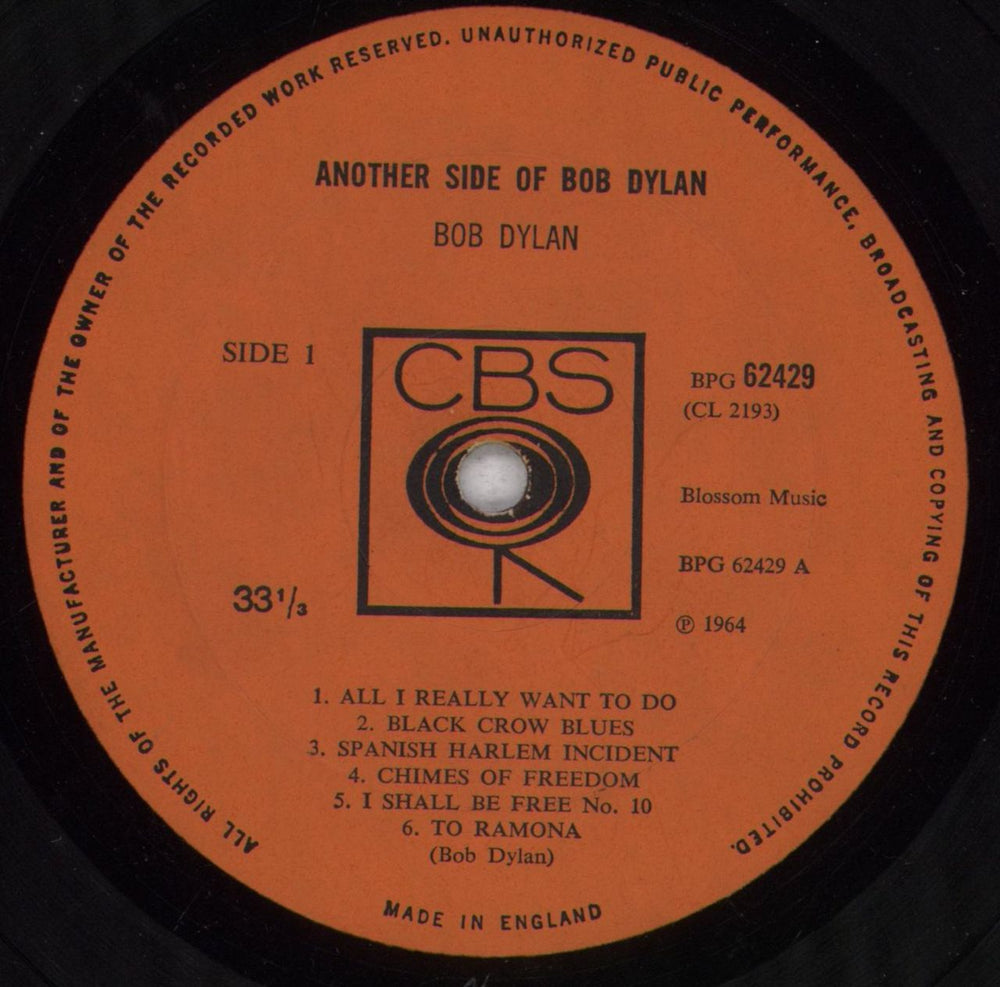 ALL RIGHTS OF THE MANUFACTURER AND OF THE OWNER OF THE RECORDED WORK RESERVED. UNAUTHORIZED PUBLIC PERFORMANCE, BROADCASTING AND COPYING OF THIS RECORD PROHIBITED.
ANOTHER SIDE OF BOB DYLAN
BOB DYLAN
SIDE 1
CBS
BPG 62429
(CL 2193)
Blossom Music
BPG 62429 A
33 1/3
℗ 1964
1. ALL I REALLY WANT TO DO
2. BLACK CROW BLUES
3. SPANISH HARLEM INCIDENT
4. CHIMES OF FREEDOM
5. I SHALL BE FREE No. 10
6. TO RAMONA
(Bob Dylan)
MADE IN ENGLAND